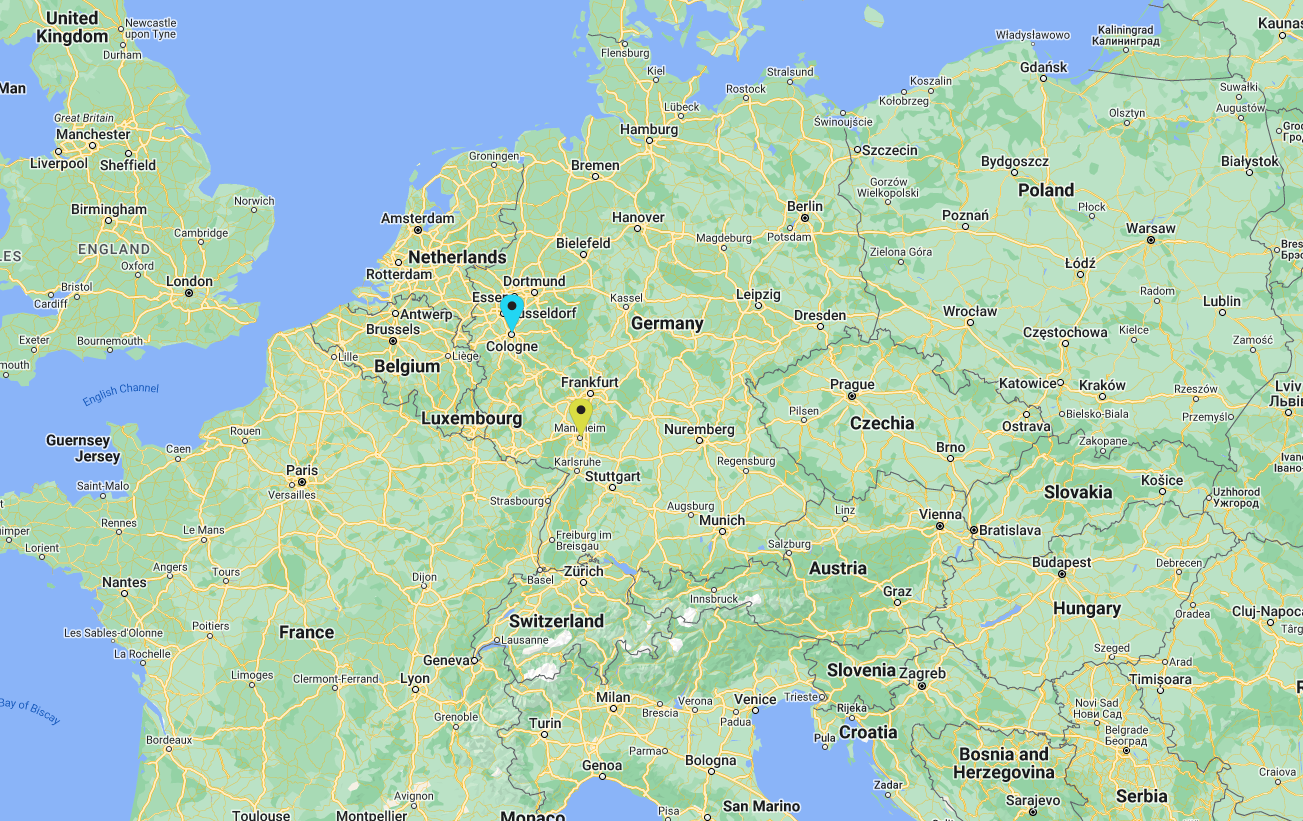 United
Kingdom
Newcastle
upon Tyne
Durham
Man
Great Britain
Manchester
Liverpool
Sheffield
Birmingham
Norwich
Cambridge
ENGLAND
LES
Oxford
London
Bristol
Cardiff
Exeter
Bournemouth
mouth
English Channel
Guernsey
Jersey
Flensburg
Kiel
Stralsund
Rostock
Lübeck
Hamburg
Bremen
Groningen
Amsterdam
Netherlands
Rotterdam
Hanover
Bielefeld
Magdeburg
Berlin
Potsdam
Dortmund
Essen
Düsseldorf
Cologne
Kassel
Leipzig
Germany
Dresden
Antwerp
Brussels
Lille
Liège
Belgium
Luxembourg
Frankfurt
Mannheim
Nuremberg
Karlsruhe
Regensburg
Stuttgart
Strasbourg
Augsburg
Munich
Freiburg im
Breisgau
Władysławowo
Kaliningrad
Калининград
Kaunas
Gdańsk
Koszalin
Kołobrzeg
Świnoujście
Suwałki
Augustów
Olsztyn
Szczecin
Bydgoszcz
Białystok
Gorzów
Wielkopolski
Poland
Płock
Poznań
Warsaw
Zielona Góra
Łódź
Radom
Lublin
Wrocław
Częstochowa
Kielce
Zamość
Katowice
Kraków
Rzeszów
Lviv
Bielsko-Biala
Przemyśl
Ostrava
Zakopane
Prague
Pilsen
Czechia
Brno
Slovakia
Košice
Uzhhorod
Ужгород
Linz
Vienna
Bratislava
Salzburg
Austria
Innsbruck
Graz
Budapest
Debrecen
Hungary
Oradea
Cluj-Napoca
Szeged
Arad
Timișoara
Rouen
Caen
Paris
Versailles
Saint-Malo
Rennes
Le Mans
Lorient
Angers
Tours
Nantes
Dijon
Les Sables-d'Olonne
Poitiers
France
La Rochelle
Limoges
Clermont-Ferrand
Lyon
Bay of Biscay
Grenoble
Bordeaux
Avignon
Toulouse
Montpellier
Monaco
Basel
Zürich
Switzerland
Lausanne
Geneva
Milan
Brescia
Verona
Venice
Padua
Trieste
Turin
Parma
Genoa
Bologna
Pisa
San Marino
Slovenia
Zagreb
Rijeka
Pula
Croatia
Zadar
Bosnia and
Herzegovina
Sarajevo
Novi Sad
Нови Сад
Belgrade
Београд
Serbia
Craiova